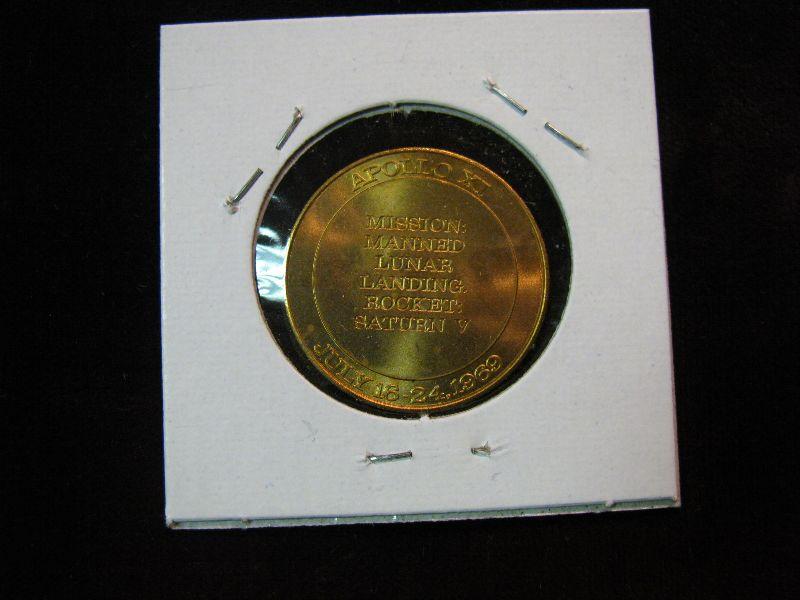 APOLLO XI
MISSION:
MANNED
LUNAR
LANDING.
ROCKET:
SATURN V
JULY 16-24, 1969